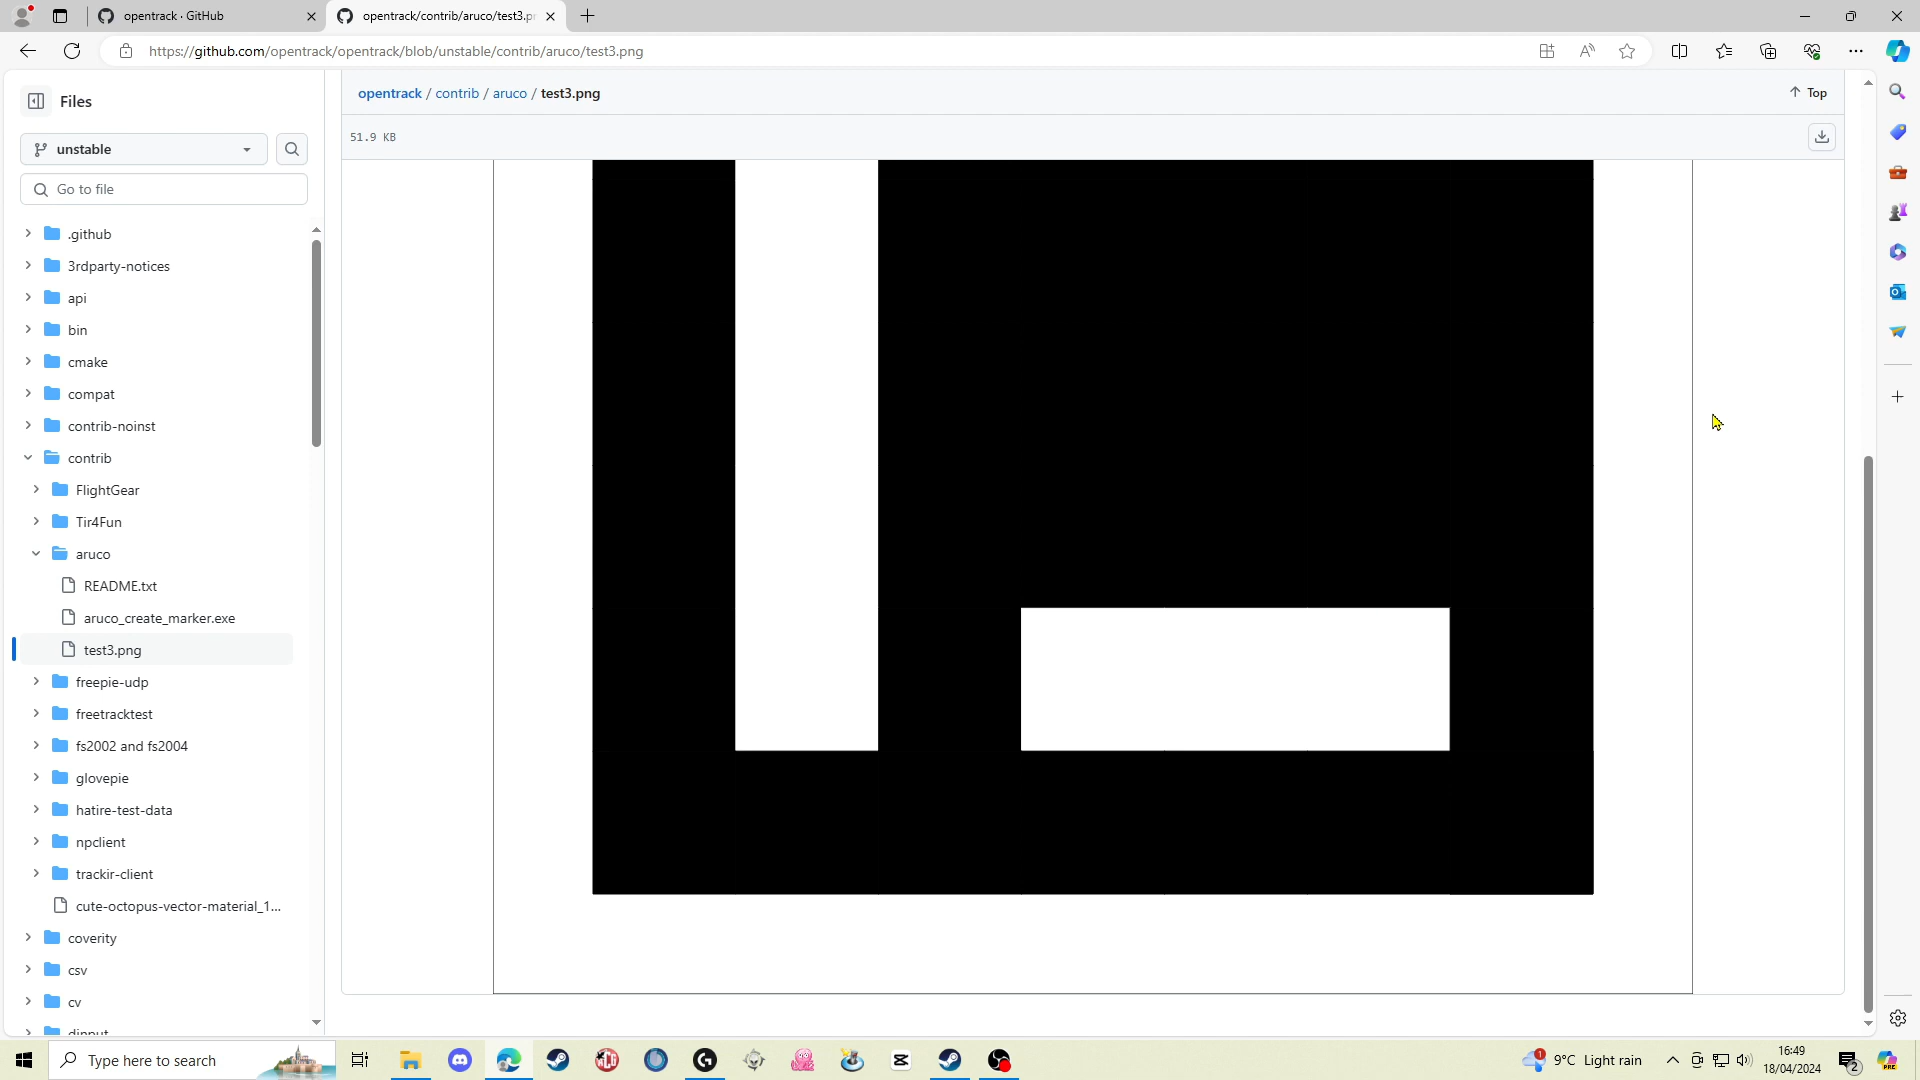 opentrack · GitHub
opentrack/contrib/aruco/test3.p
https://github.com/opentrack/opentrack/blob/unstable/contrib/aruco/test3.png
Files
opentrack / contrib / aruco / test3.png
Top
51.9 KB
unstable
Go to file
.github
3rdparty-notices
api
bin
cmake
compat
contrib-noinst
contrib
FlightGear
Tir4Fun
aruco
README.txt
aruco_create_marker.exe
test3.png
freepie-udp
freetracktest
fs2002 and fs2004
glovepie
hatire-test-data
npclient
trackir-client
cute-octopus-vector-material_1...
coverity
csv
cv
dinput
Type here to search
9°C Light rain
16:49
18/04/2024
2